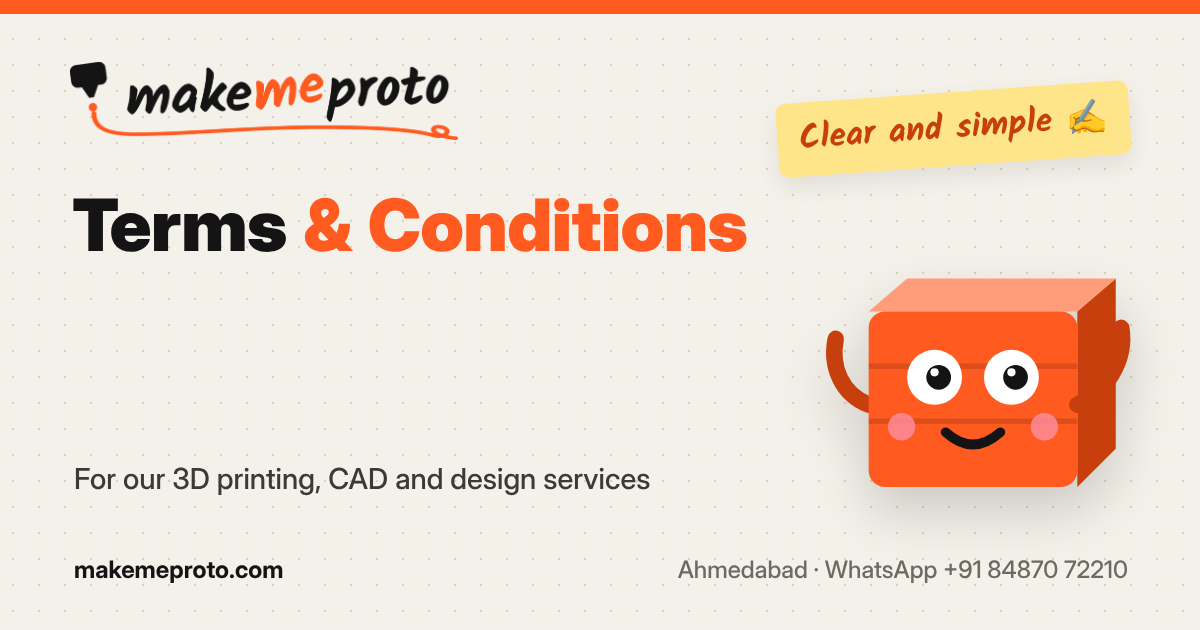 makemeproto
Clear and simple ✍️
Terms & Conditions
For our 3D printing, CAD and design services
makemeproto.com
Ahmedabad · WhatsApp +91 84870 72210